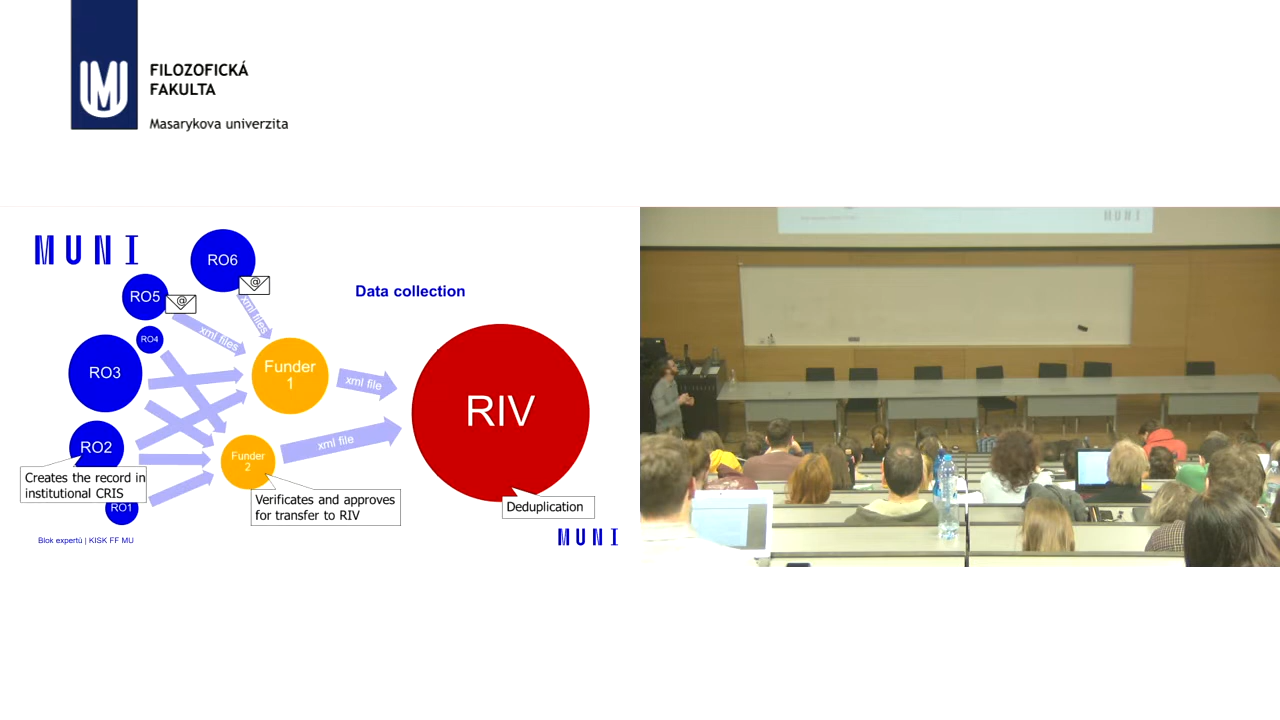 FILOZOFICKÁ
FAKULTA
Masarykova univerzita
MUNI
RO6
@
RO5
@
xml files
xml files
Data collection
RO4
RO3
Funder
1
xml file
RIV
RO2
Funder
2
xml file
Creates the record in
institutional CRIS
RO1
Verificates and approves
for transfer to RIV
Deduplication
Blok expertů | KISK FF MU
MUNI
MUNI